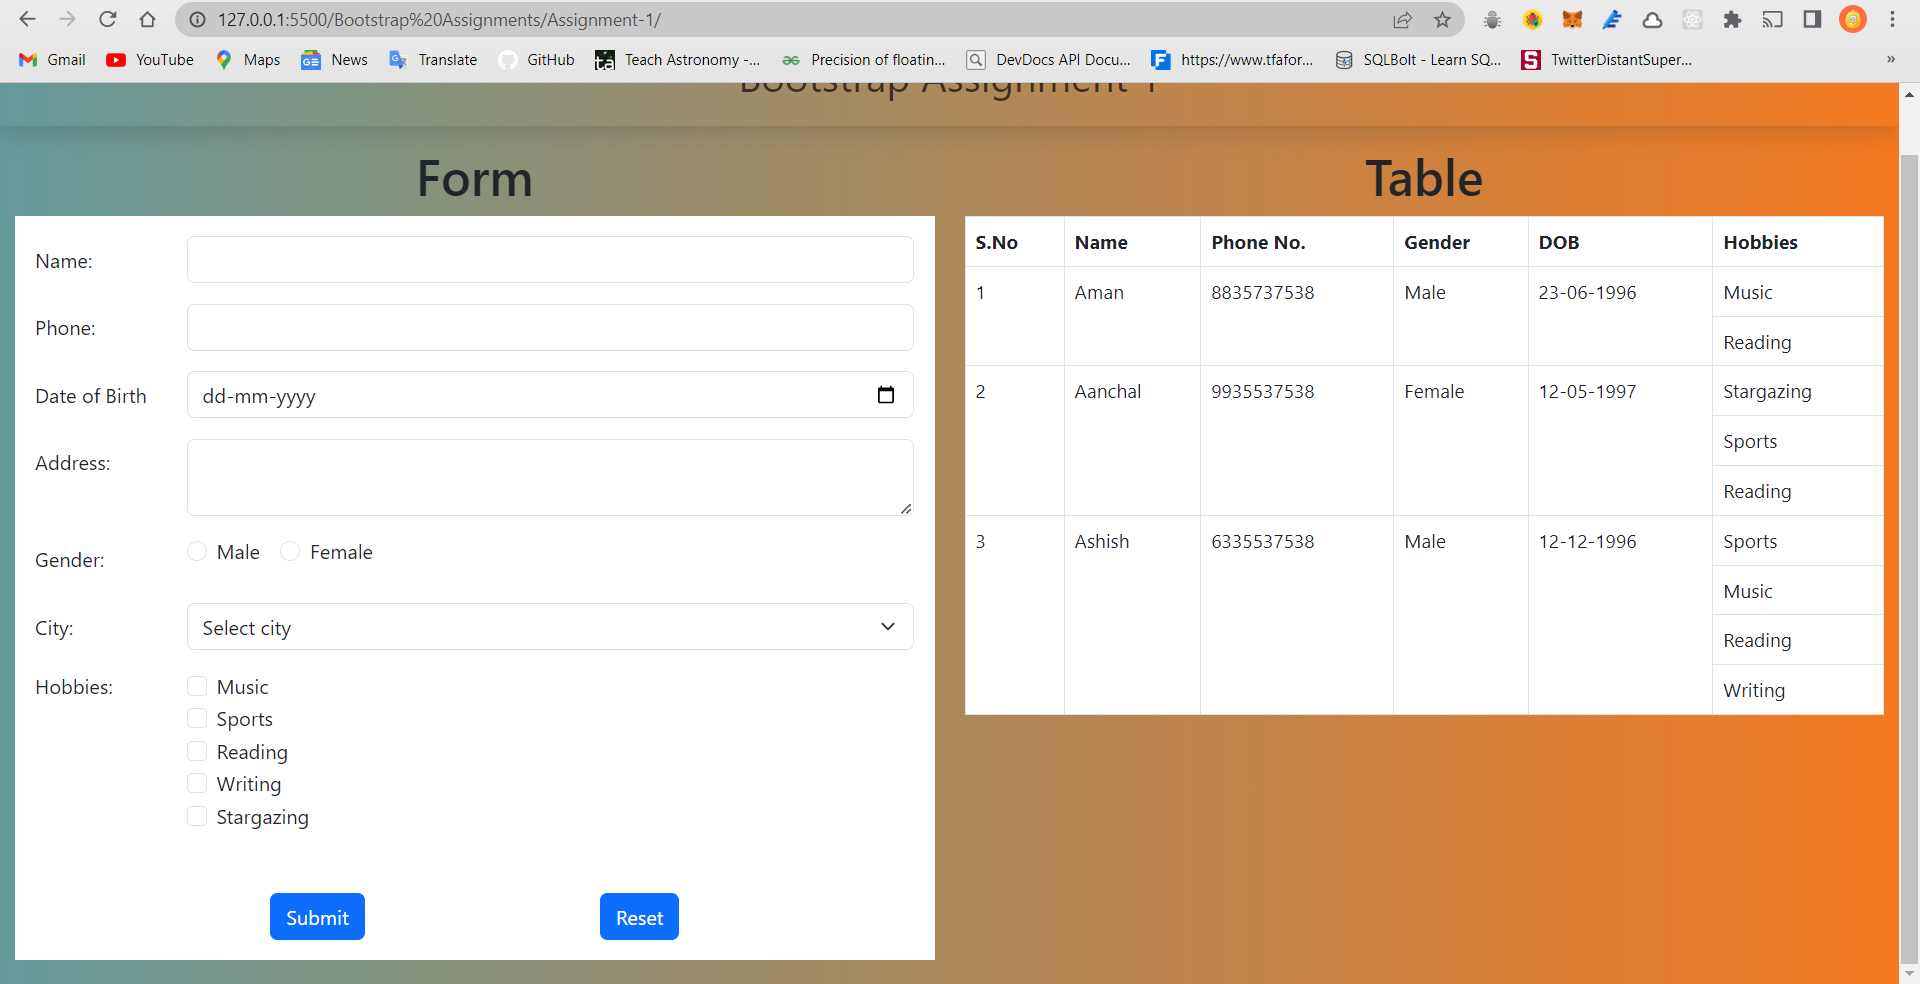 127.0.0.1:5500/Bootstrap%20Assignments/Assignment-1/
Gmail YouTube Maps News Translate GitHub Teach Astronomy -... Precision of floatin... DevDocs API Docu... https://www.tfafor... SQLBolt - Learn SQ... TwitterDistantSuper... »
Bootstrap Assignment-1
Form
Name:
Phone:
Date of Birth dd-mm-yyyy
Address:
Gender: Male Female
City: Select city
Hobbies: Music
Sports
Reading
Writing
Stargazing
Submit Reset
Table
S.No Name Phone No. Gender DOB Hobbies
1 Aman 8835737538 Male 23-06-1996 Music
Reading
2 Aanchal 9935537538 Female 12-05-1997 Stargazing
Sports
Reading
3 Ashish 6335537538 Male 12-12-1996 Sports
Music
Reading
Writing